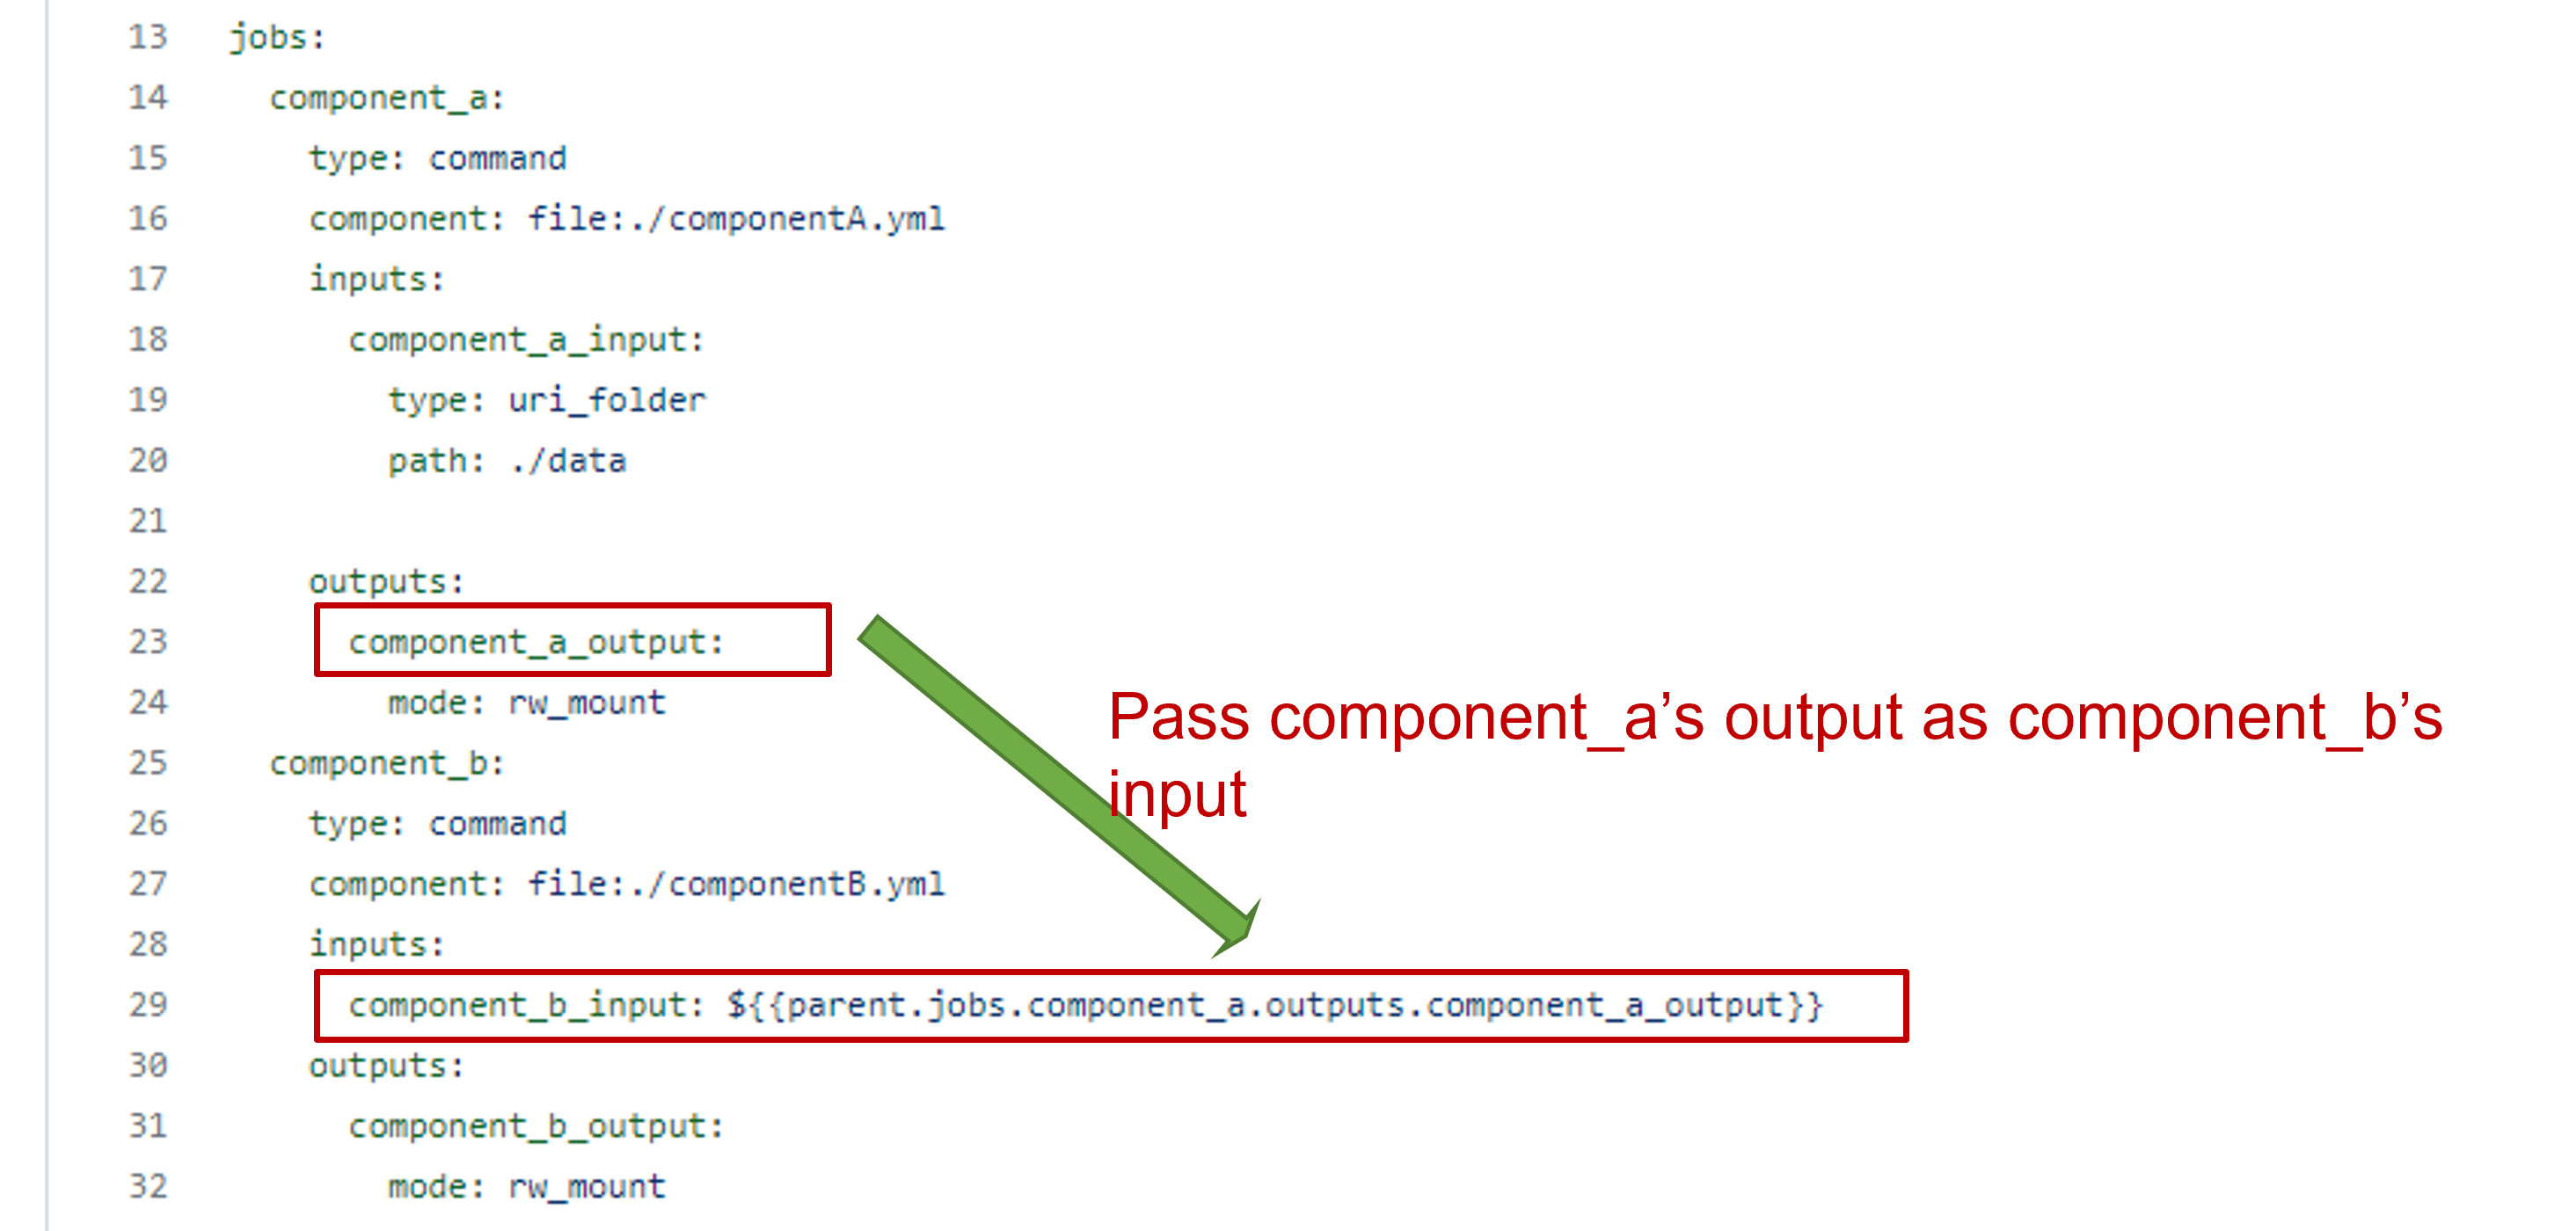 13 jobs:
14 component_a:
15 type: command
16 component: file:./componentA.yml
17 inputs:
18 component_a_input:
19 type: uri_folder
20 path: ./data
21
22 outputs:
23 component_a_output:
24 mode: rw_mount
Pass component_a’s output as component_b’s
input
25 component_b:
26 type: command
27 component: file:./componentB.yml
28 inputs:
29 component_b_input: ${{parent.jobs.component_a.outputs.component_a_output}}
30 outputs:
31 component_b_output:
32 mode: rw_mount